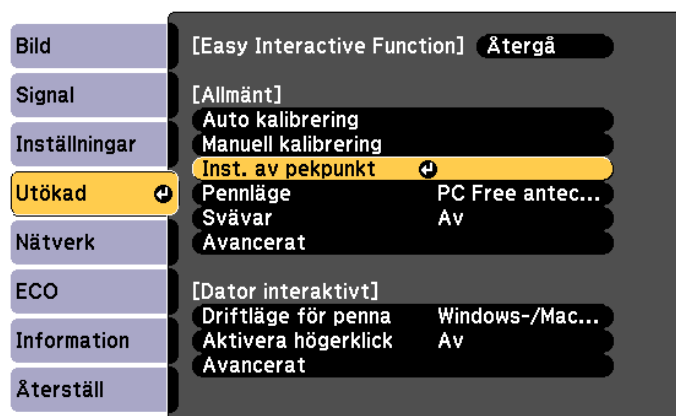 Bild
Signal
Inställningar
Utökad
Nätverk
ECO
Information
Återställ
[Easy Interactive Function] Återgå
[Allmänt]
Auto kalibrering
Manuell kalibrering
Inst. av pekpunkt
Pennläge PC Free antec...
Svävar Av
Avancerat
[Dator interaktivt]
Driftläge för penna Windows-/Mac...
Aktivera högerklick Av
Avancerat